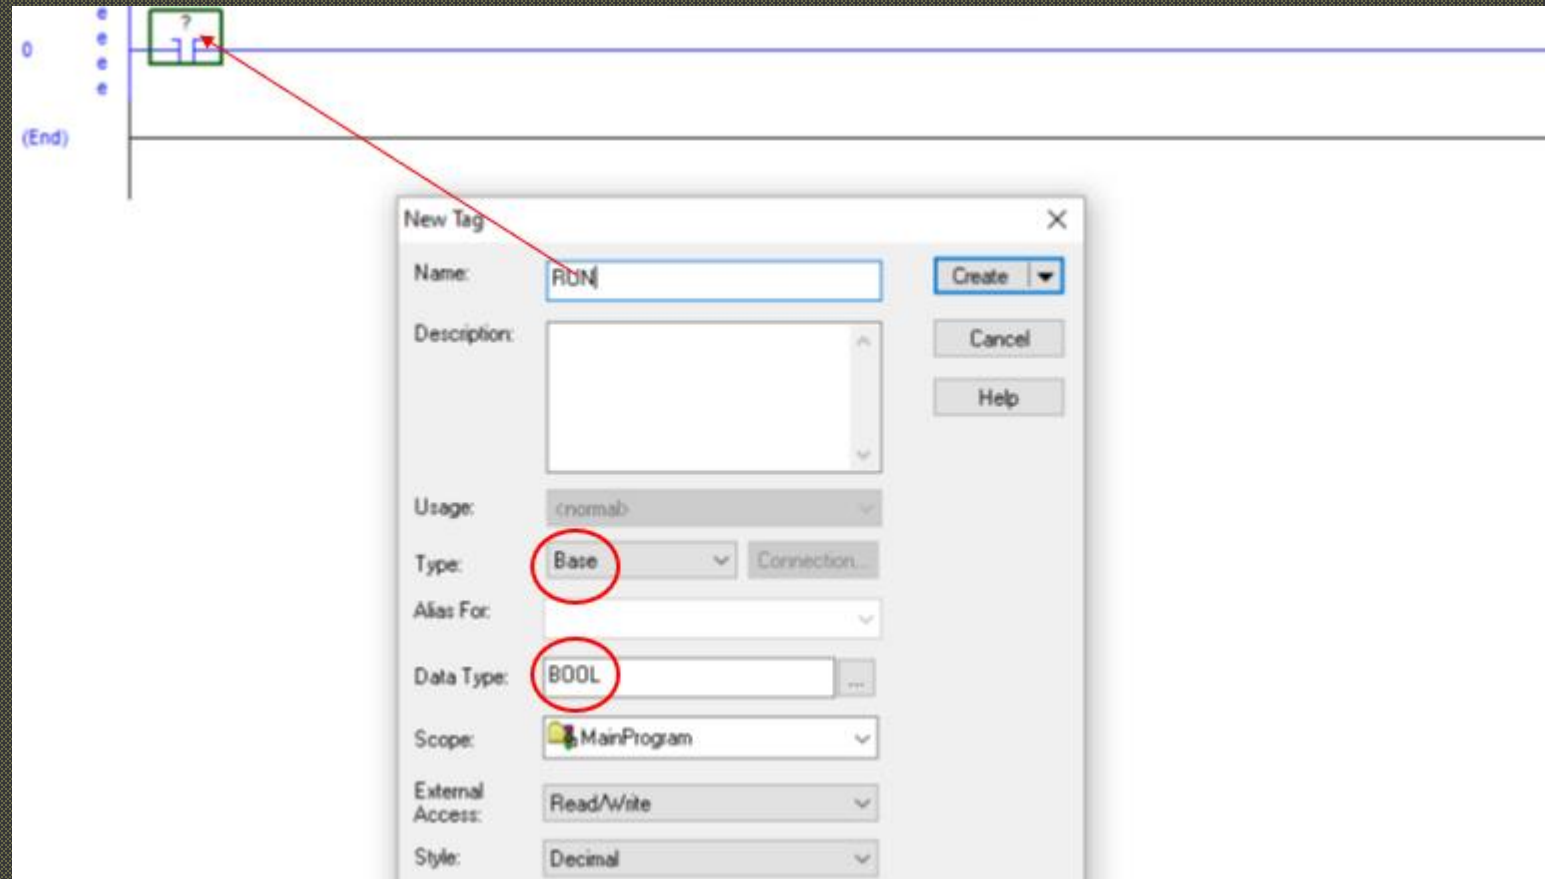 e
?
0
e
e
e
(End)
New Tag
Name:
RUN
Create
Description:
Cancel
Help
Usage:
<normal>
Type:
Base
Connection...
Alias For:
Data Type:
BOOL
...
Scope:
MainProgram
External
Access:
Read/Write
Style:
Decimal